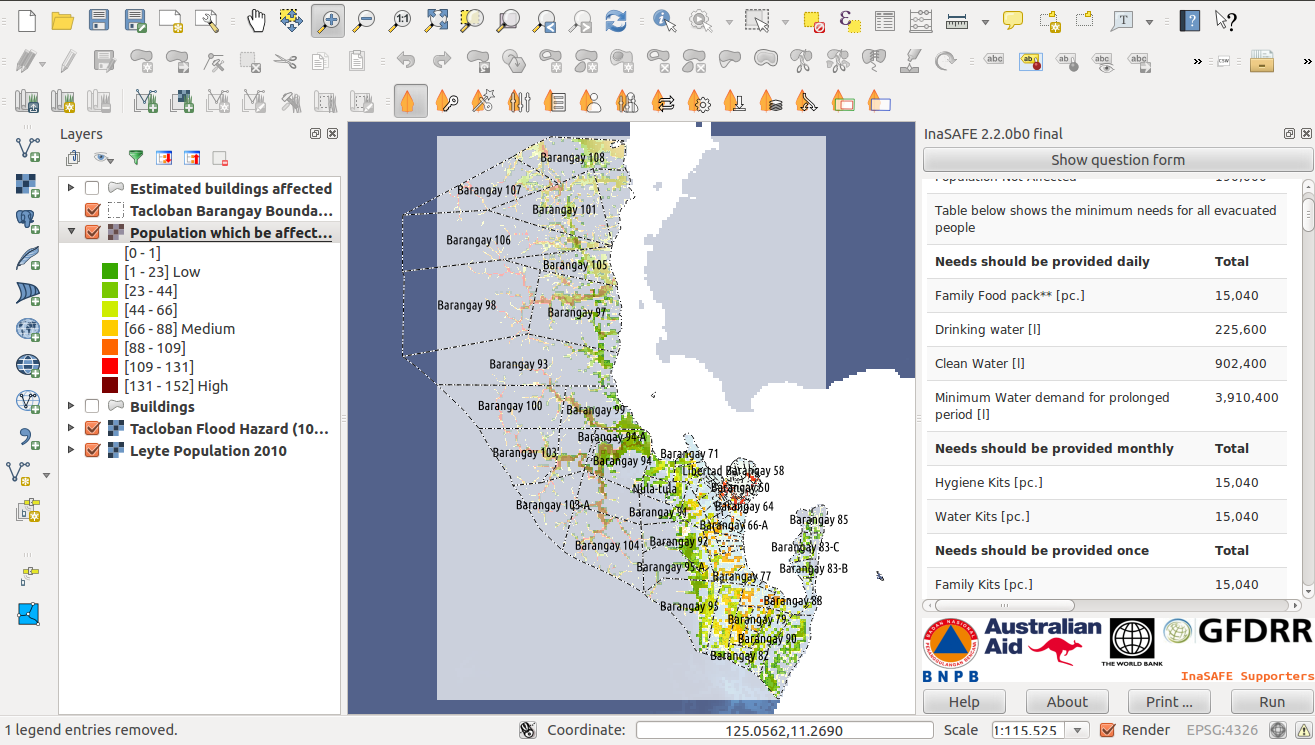 Layers
Estimated buildings affected
Tacloban Barangay Bounda...
Population which be affect...
[0 - 1]
[1 - 23] Low
[23 - 44]
[44 - 66]
[66 - 88] Medium
[88 - 109]
[109 - 131]
[131 - 152] High
Buildings
Tacloban Flood Hazard (10...
Leyte Population 2010
Barangay 108
Barangay 107
Barangay 101
Barangay 106
Barangay 105
Barangay 98
Barangay 97
Barangay 93
Barangay 100
Barangay 99
Barangay 94-A
Barangay 103
Barangay 94
Barangay 71
Libertad
Barangay 58
Nula-tula
Barangay 60
Barangay 103-A
Barangay 64
Barangay 91
Barangay 85
Barangay 66-A
Barangay 104
Barangay 92
Barangay 83-C
Barangay 95-A
Barangay 83-B
Barangay 77
Barangay 88
Barangay 79
Barangay 90
Barangay 82
InaSAFE 2.2.0b0 final
Show question form
Table below shows the minimum needs for all evacuated
people
Needs should be provided daily Total
Family Food pack** [pc.] 15,040
Drinking water [l] 225,600
Clean Water [l] 902,400
Minimum Water demand for prolonged
period [l] 3,910,400
Needs should be provided monthly Total
Hygiene Kits [pc.] 15,040
Water Kits [pc.] 15,040
Needs should be provided once Total
Family Kits [pc.] 15,040
BNPB
Australian
Aid
THE WORLD BANK
GFDRR
InaSAFE Supporters
Help About Print ... Run
1 legend entries removed. Coordinate: 125.0562,11.2690 Scale 1:115,525 Render EPSG:4326